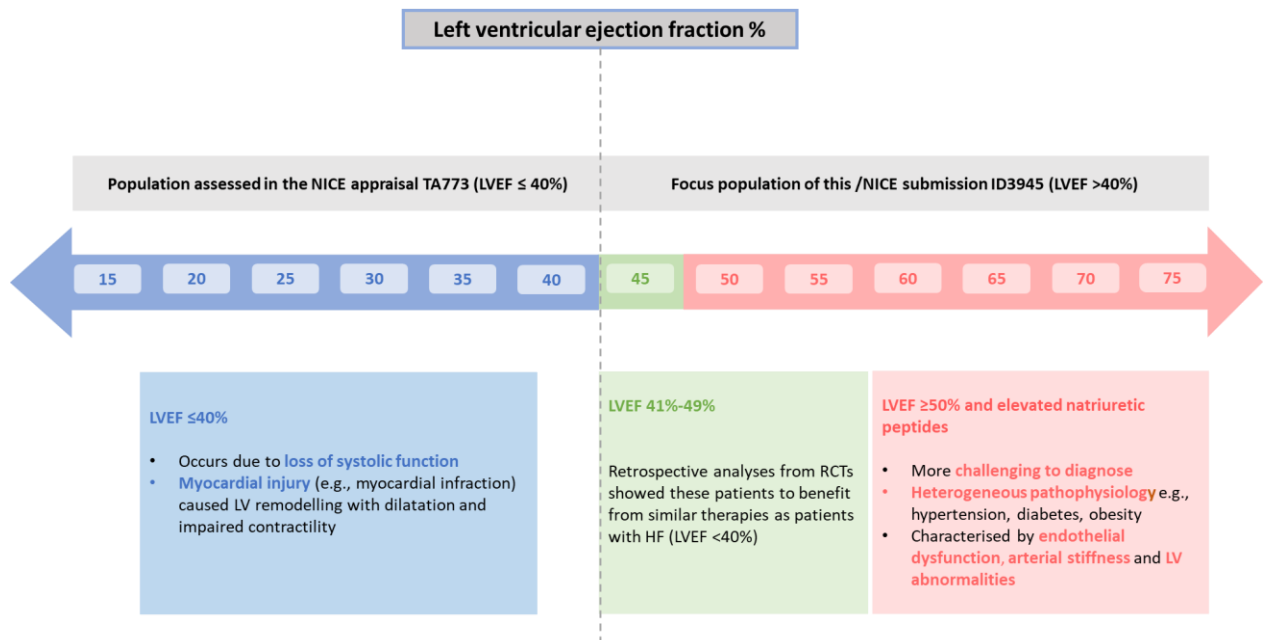 Left ventricular ejection fraction %
Population assessed in the NICE appraisal TA773 (LVEF ≤ 40%)
Focus population of this /NICE submission ID3945 (LVEF >40%)
15 20 25 30 35 40 45 50 55 60 65 70 75
LVEF ≤40%
• Occurs due to loss of systolic function
• Myocardial injury (e.g., myocardial infraction)
caused LV remodelling with dilatation and
impaired contractility
LVEF 41%-49%
Retrospective analyses from RCTs
showed these patients to benefit
from similar therapies as patients
with HF (LVEF <40%)
LVEF ≥50% and elevated natriuretic
peptides
• More challenging to diagnose
• Heterogeneous pathophysiology e.g.,
hypertension, diabetes, obesity
• Characterised by endothelial
dysfunction, arterial stiffness and LV
abnormalities